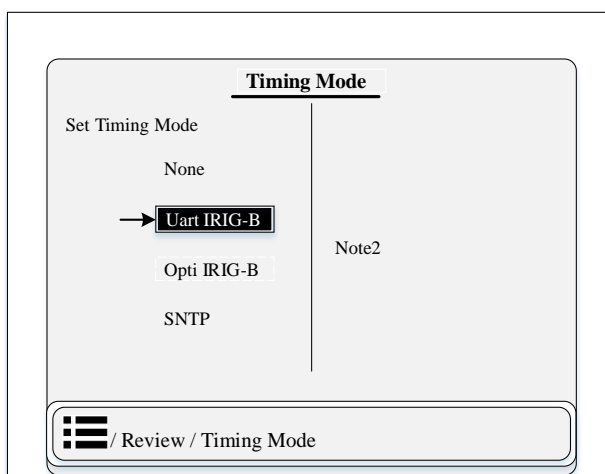 Timing Mode
Set Timing Mode
None
Uart IRIG-B
Opti IRIG-B
SNTP
Note2
/ Review / Timing Mode